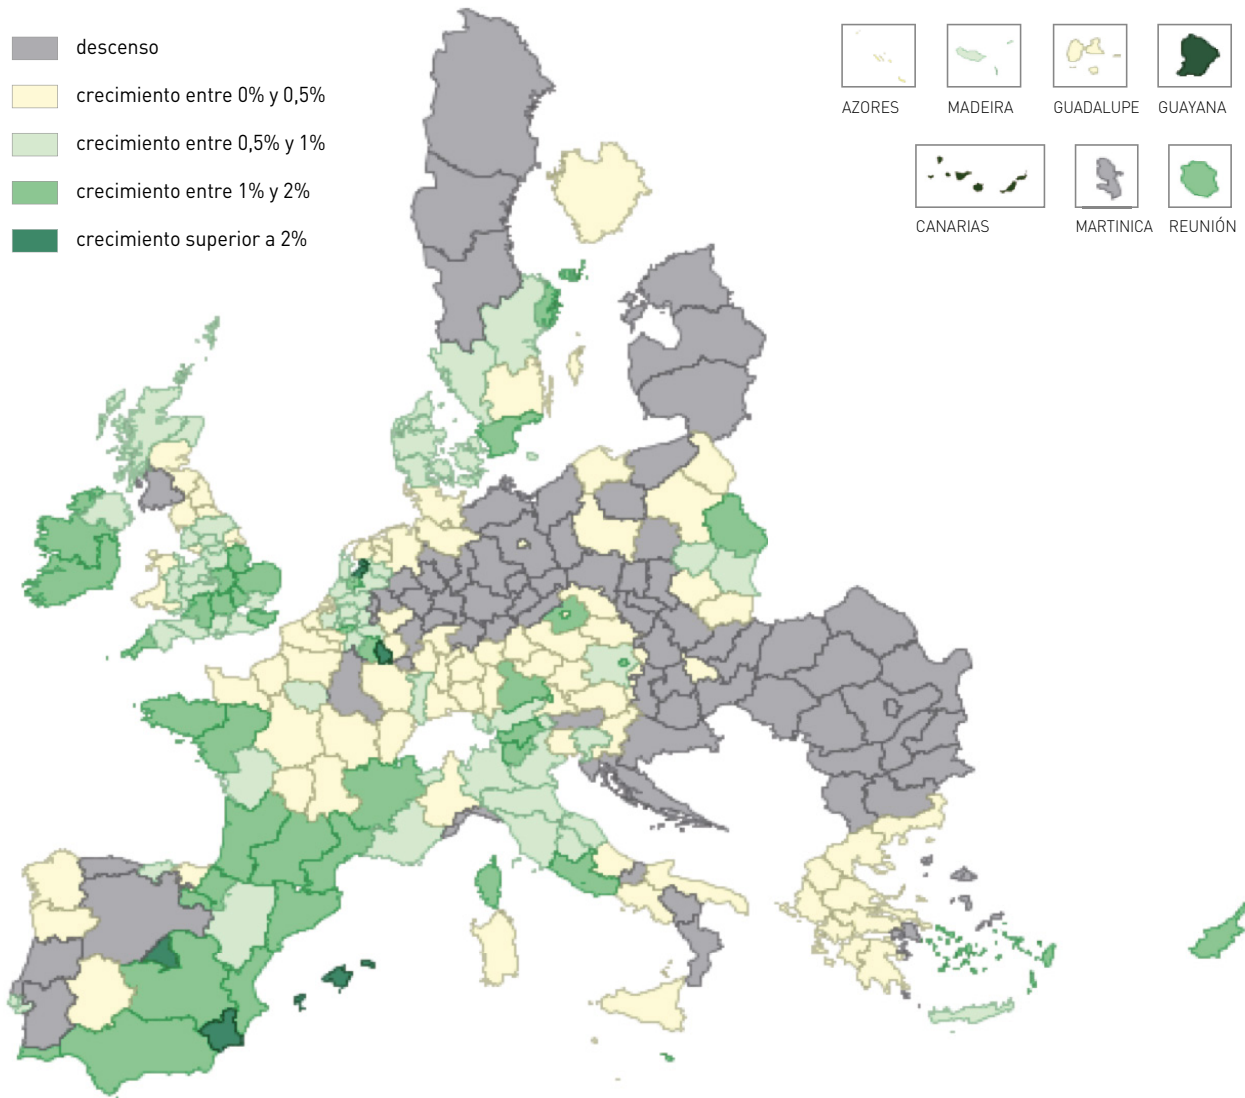 descenso
crecimiento entre 0% y 0,5%
crecimiento entre 0,5% y 1%
crecimiento entre 1% y 2%
crecimiento superior a 2%
AZORES
MADEIRA
GUADALUPE
GUAYANA
CANARIAS
MARTINICA
REUNIÓN